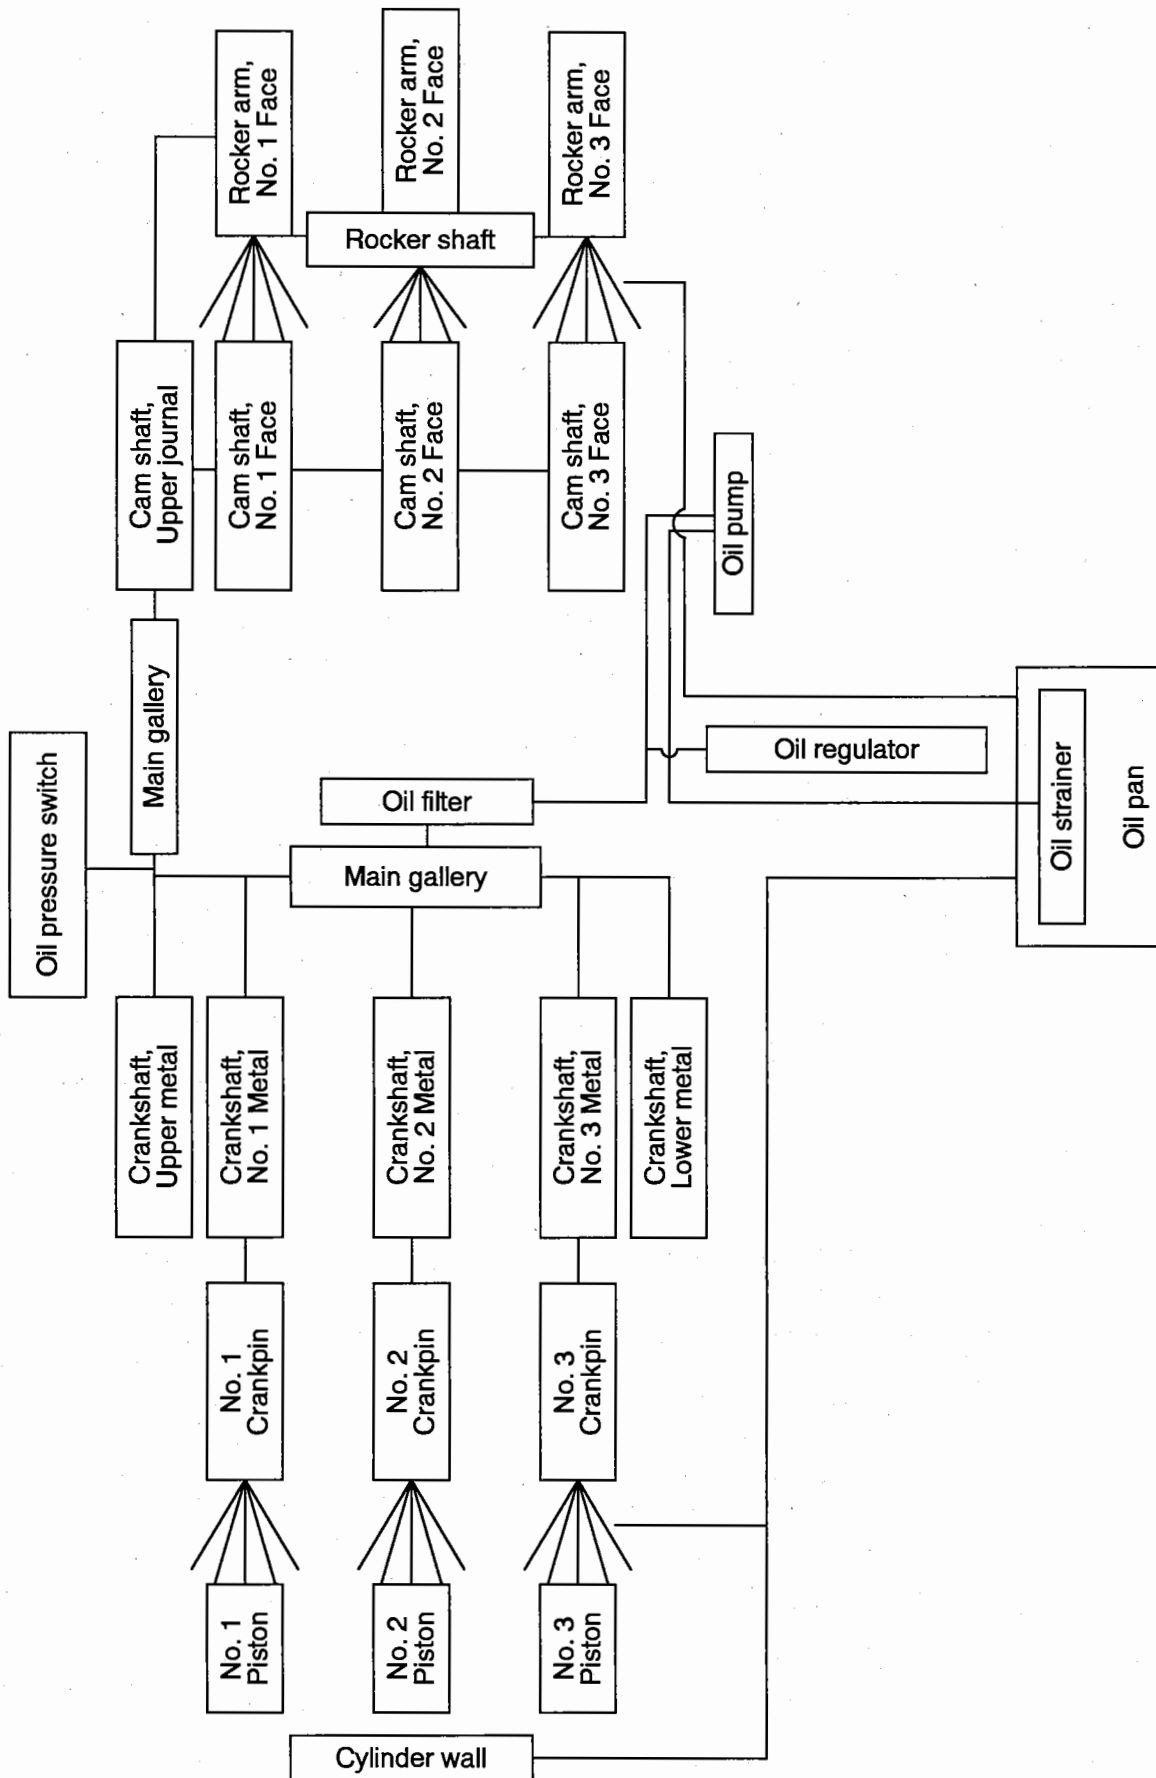 Rocker arm,
No. 1 Face
Rocker arm,
No. 2 Face
Rocker arm,
No. 3 Face
Rocker shaft
Cam shaft,
Upper journal
Cam shaft,
No. 1 Face
Cam shaft,
No. 2 Face
Cam shaft,
No. 3 Face
Oil pump
Main gallery
Oil pressure switch
Oil filter
Oil regulator
Main gallery
Oil strainer
Oil pan
Crankshaft,
Upper metal
Crankshaft,
No. 1 Metal
Crankshaft,
No. 2 Metal
Crankshaft,
No. 3 Metal
Crankshaft,
Lower metal
No. 1
Crankpin
No. 2
Crankpin
No. 3
Crankpin
No. 1
Piston
No. 2
Piston
No. 3
Piston
Cylinder wall